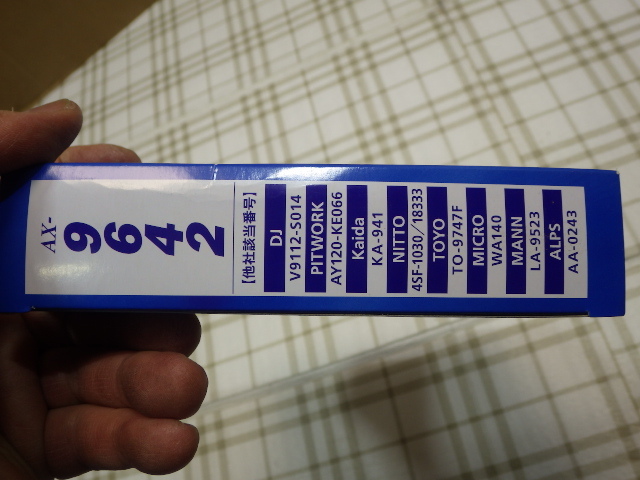 AX-
9642
【他社該当番号】
DJ
V9112-S014
PITWORK
AY120-KE066
Kaida
KA-941
NITTO
4SF-1030/18333
TOYO
TO-9747F
MICRO
WA140
MANN
LA-9523
ALPS
AA-0243